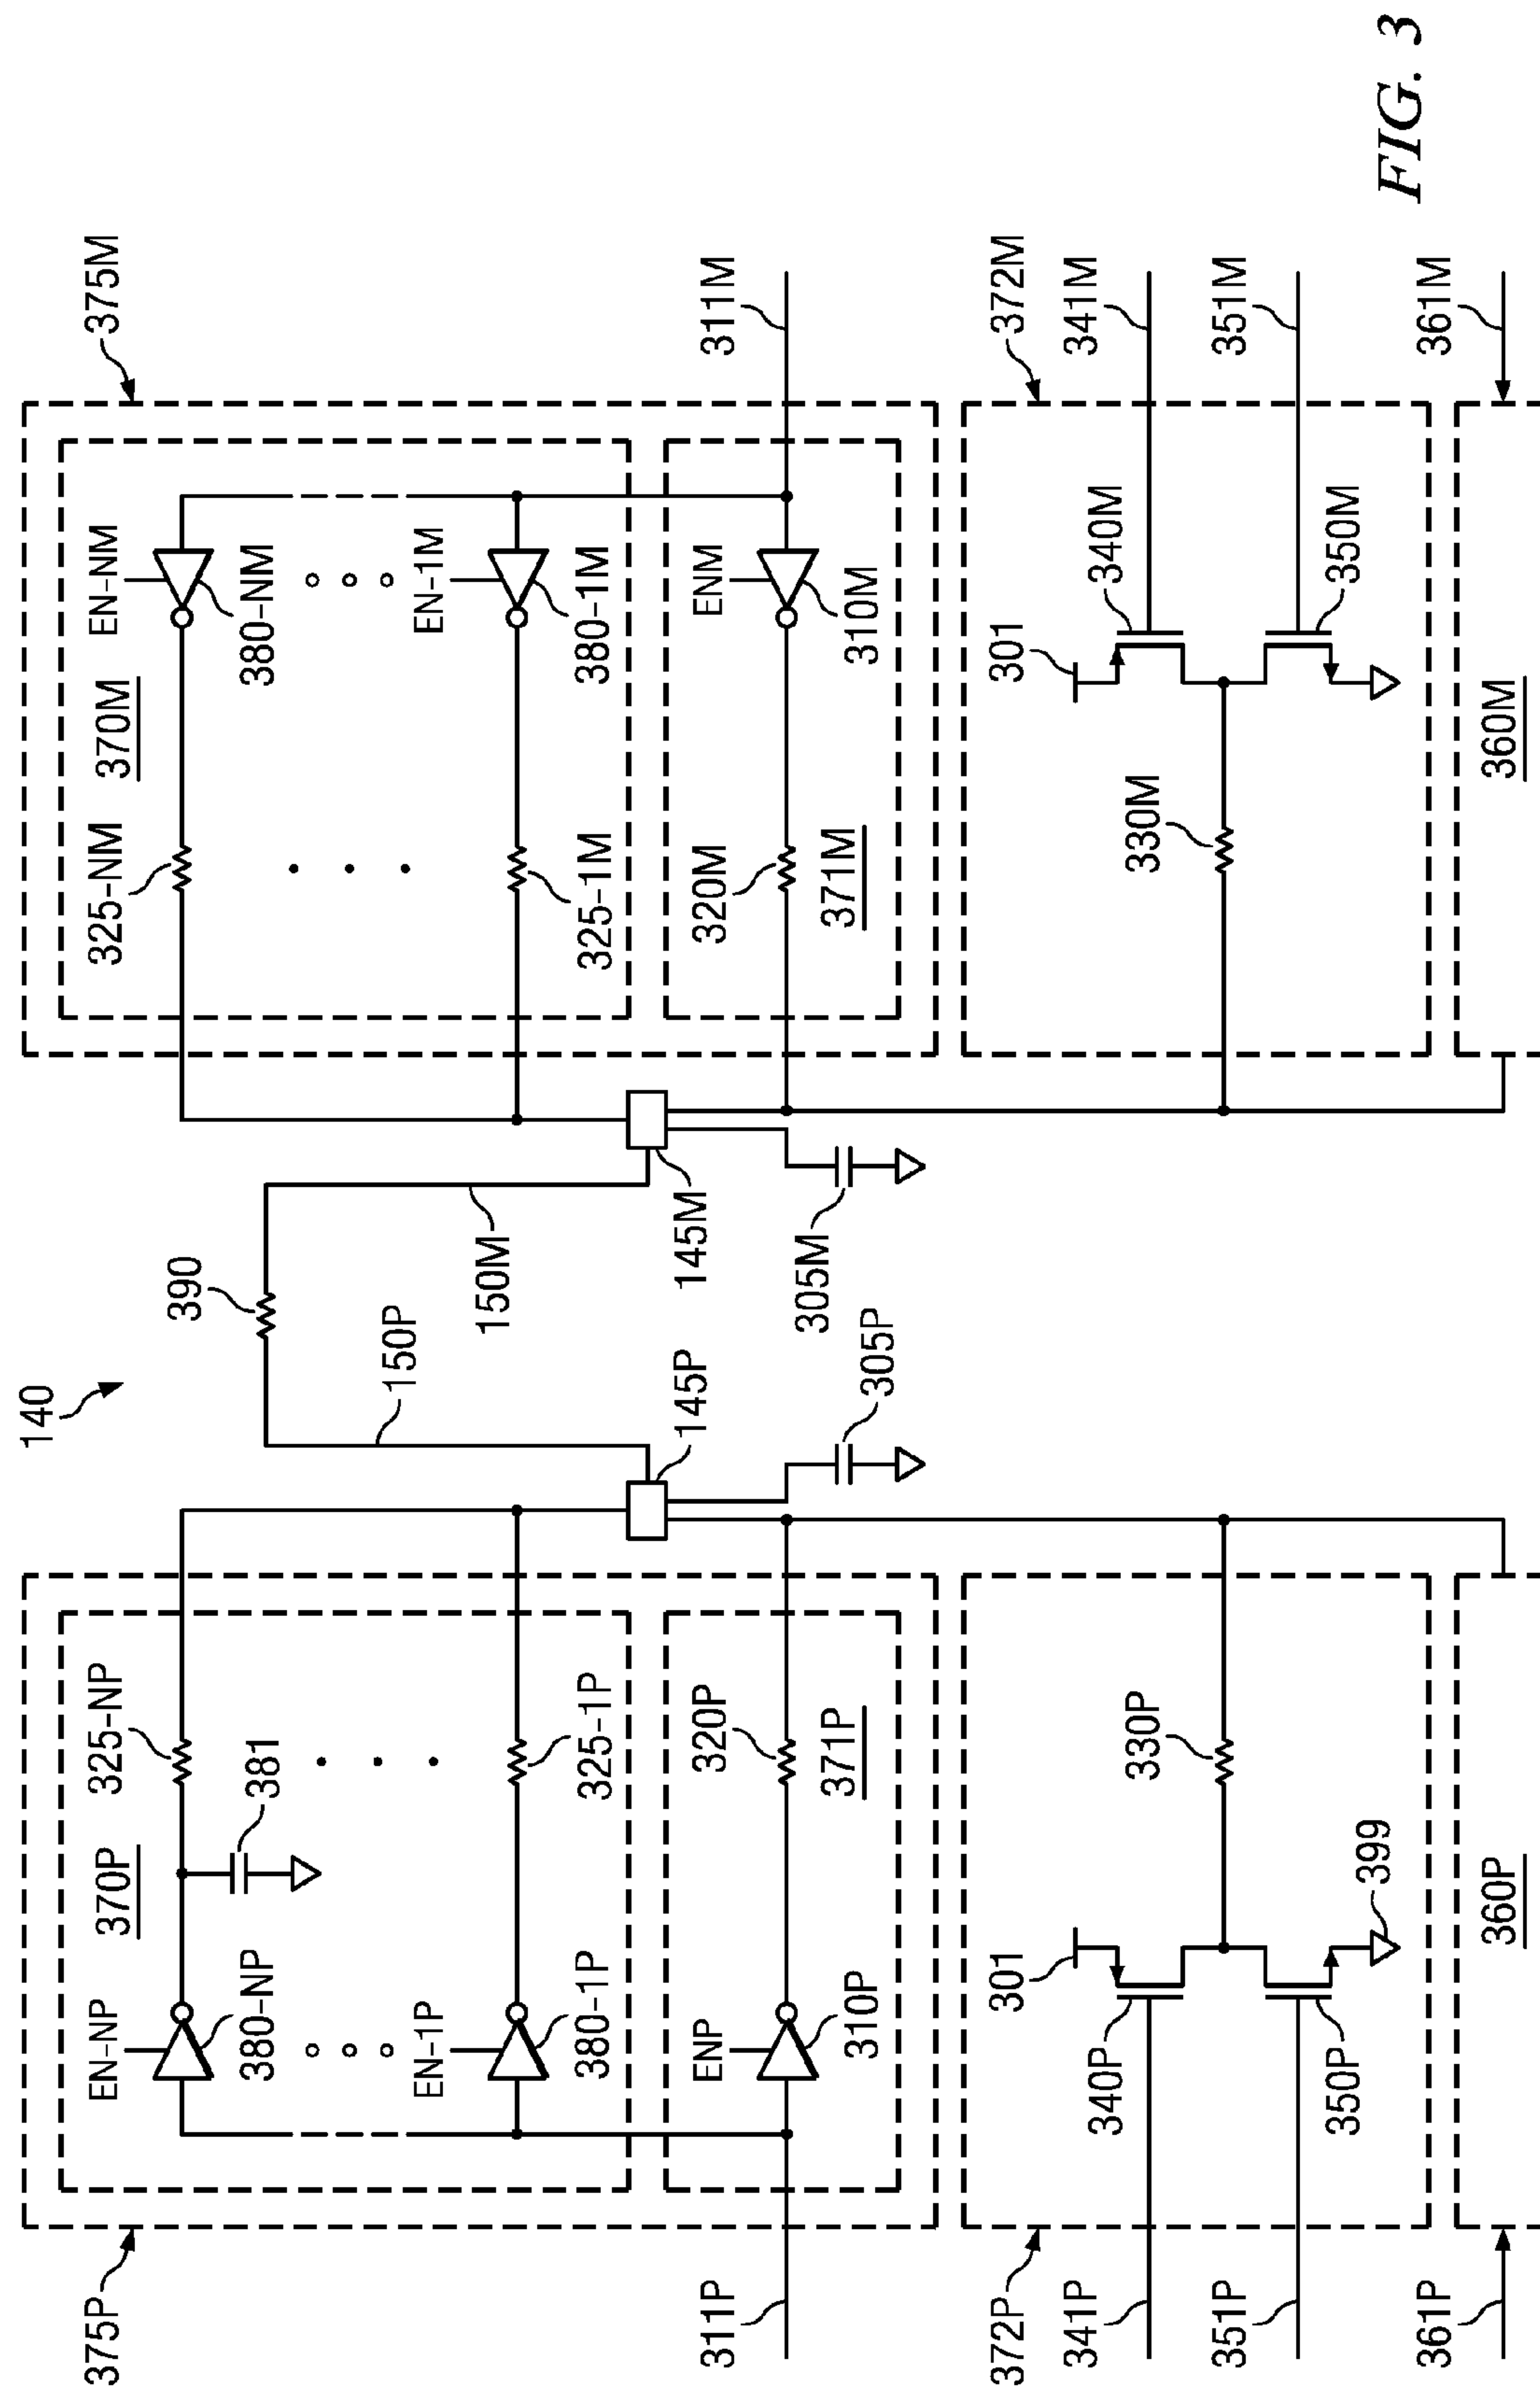 140
390
375P
375M
EN-NP
370P
325-NP
325-NM
370M
EN-NM
380-NP
381
150P
150M
380-NM
EN-1P
EN-1M
380-1P
325-1P
325-1M
380-1M
311P
ENP
320P
145P
145M
320M
ENM
311M
310P
371P
305P
305M
371M
310M
372P
301
301
372M
341P
340P
330P
330M
340M
341M
351P
350P
399
350M
351M
361P
360P
360M
361M
FIG. 3